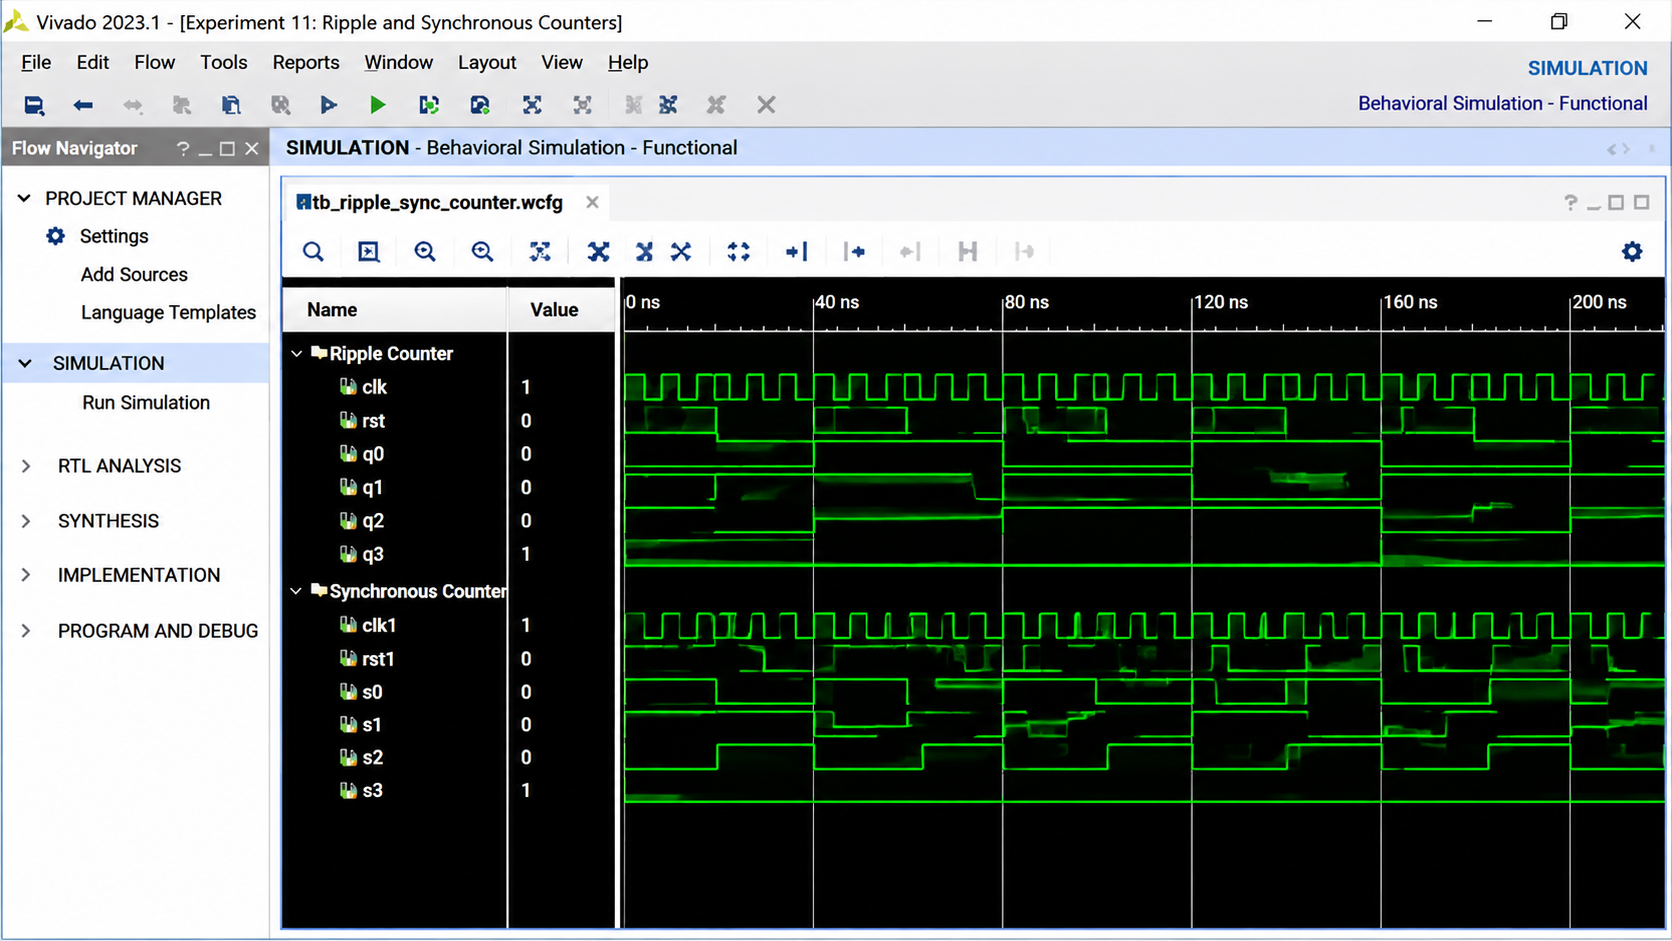 Vivado 2023.1 - [Experiment 11: Ripple and Synchronous Counters]
File Edit Flow Tools Reports Window Layout View Help
SIMULATION
Behavioral Simulation - Functional
Flow Navigator ? _
SIMULATION - Behavioral Simulation - Functional
PROJECT MANAGER
Settings
Add Sources
Language Templates
SIMULATION
Run Simulation
RTL ANALYSIS
SYNTHESIS
IMPLEMENTATION
PROGRAM AND DEBUG
tb_ripple_sync_counter.wcfg
?
Name Value
0 ns 40 ns 80 ns 120 ns 160 ns 200 ns
Ripple Counter
clk 1
rst 0
q0 0
q1 0
q2 0
q3 1
Synchronous Counter
clk1 1
rst1 0
s0 0
s1 0
s2 0
s3 1